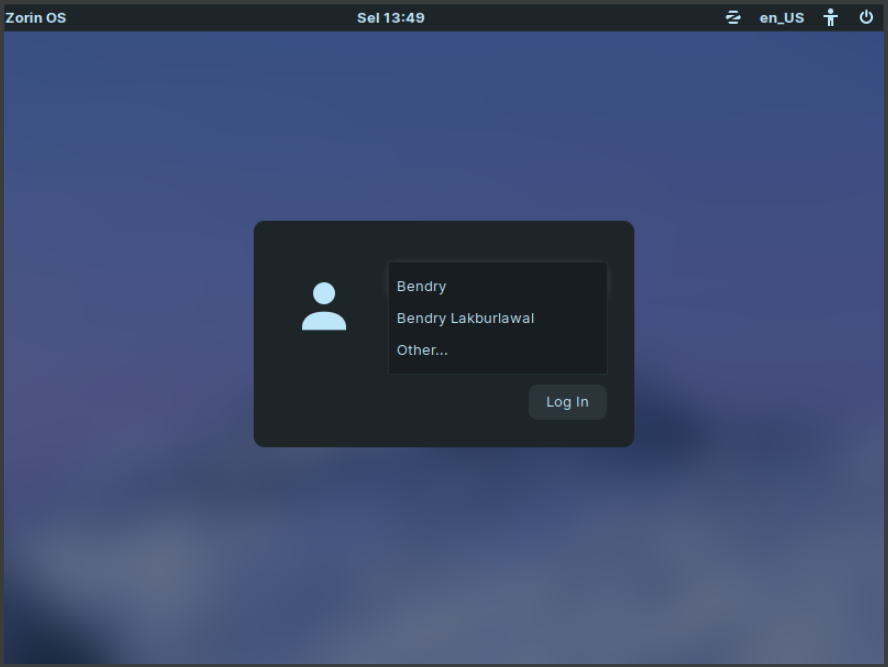 Zorin OS Sel 13:49 en_US
Bendry
Bendry Lakburlawal
Other...
Log In